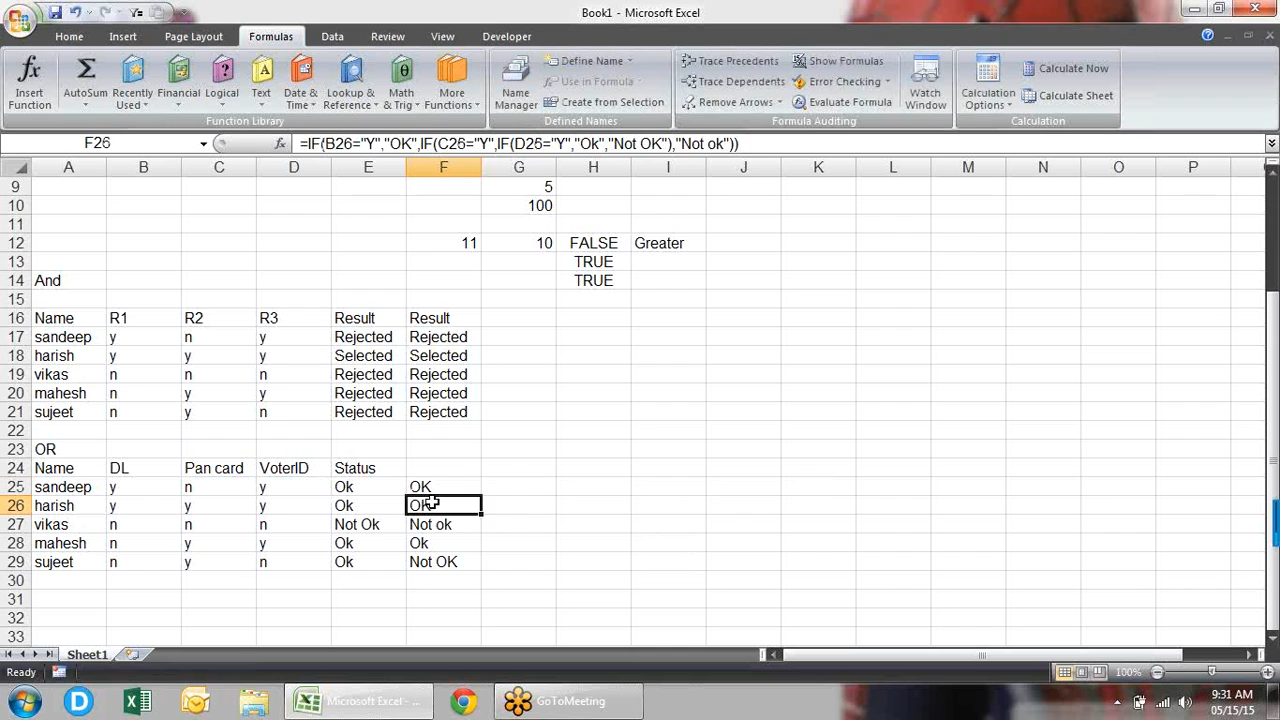 Book1 - Microsoft Excel
Home Insert Page Layout Formulas Data Review View Developer
Insert Function
AutoSum
Recently Used
Financial
Logical
Text
Date & Time
Lookup & Reference
Math & Trig
More Functions
Function Library
Name Manager
Define Name
Use in Formula
Create from Selection
Defined Names
Trace Precedents
Trace Dependents
Remove Arrows
Show Formulas
Error Checking
Evaluate Formula
Formula Auditing
Watch Window
Calculation Options
Calculate Now
Calculate Sheet
Calculation
F26 fx =IF(B26="Y","OK",IF(C26="Y",IF(D26="Y","Ok","Not OK"),"Not ok"))
A B C D E F G H I J K L M N O P
9 5
10 100
11
12 11 10 FALSE Greater
13 TRUE
14 And TRUE
15
16 Name R1 R2 R3 Result Result
17 sandeep y n y Rejected Rejected
18 harish y y y Selected Selected
19 vikas n n n Rejected Rejected
20 mahesh n y y Rejected Rejected
21 sujeet n y n Rejected Rejected
22
23 OR
24 Name DL Pan card VoterID Status
25 sandeep y n y Ok OK
26 harish y y y Ok OK
27 vikas n n n Not Ok Not ok
28 mahesh n y y Ok Ok
29 sujeet n y n Ok Not OK
30
31
32
33
Sheet1
Ready 100%
Microsoft Excel - ... GoToMeeting 9:31 AM
05/15/15